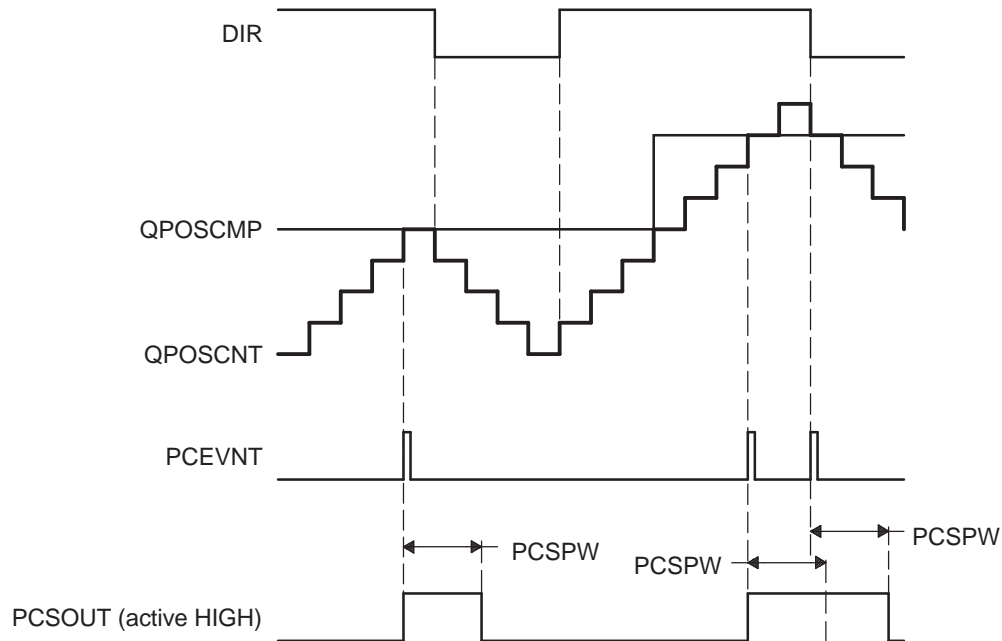 DIR
QPOSCMP
QPOSCNT
PCEVNT
PCSPW
PCSPW
PCSPW
PCSOUT (active HIGH)